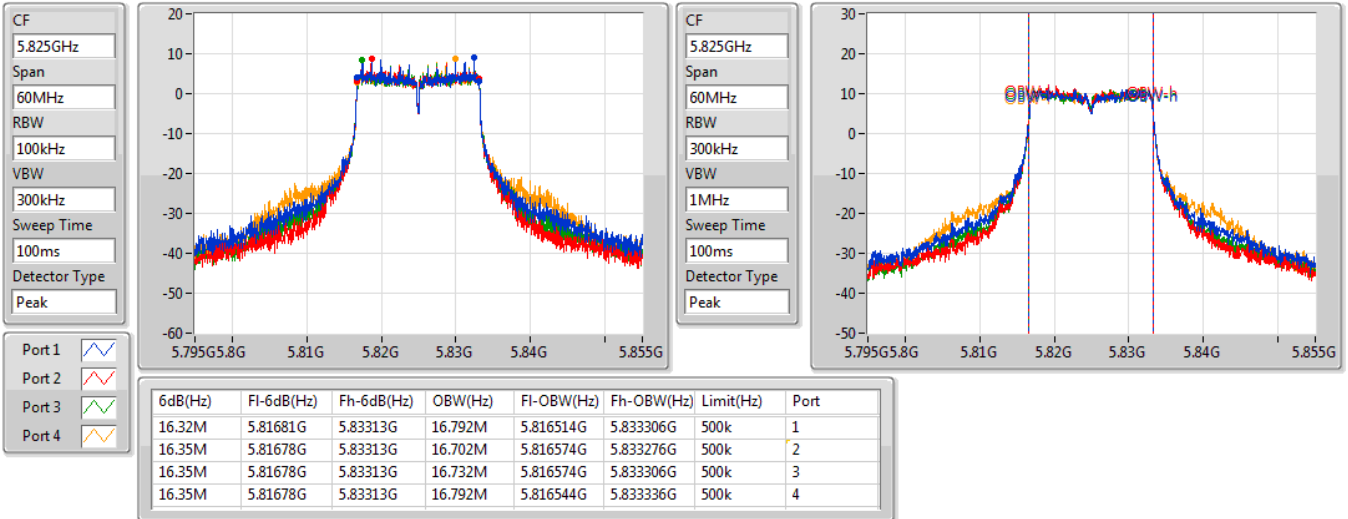 CF
5.825GHz
Span
60MHz
RBW
100kHz
VBW
300kHz
Sweep Time
100ms
Detector Type
Peak
20
10
0
-10
-20
-30
-40
-50
-60
5.795G 5.8G 5.81G 5.82G 5.83G 5.84G 5.855G
CF
5.825GHz
Span
60MHz
RBW
300kHz
VBW
1MHz
Sweep Time
100ms
Detector Type
Peak
30
20
10
0
-10
-20
-30
-40
-50
OBW-h
5.795G 5.8G 5.81G 5.82G 5.83G 5.84G 5.855G
Port 1
Port 2
Port 3
Port 4
6dB(Hz) Fl-6dB(Hz) Fh-6dB(Hz) OBW(Hz) Fl-OBW(Hz) Fh-OBW(Hz) Limit(Hz) Port
16.32M 5.81681G 5.83313G 16.792M 5.816514G 5.833306G 500k 1
16.35M 5.81678G 5.83313G 16.702M 5.816574G 5.833276G 500k 2
16.35M 5.81678G 5.83313G 16.732M 5.816574G 5.833306G 500k 3
16.35M 5.81678G 5.83313G 16.792M 5.816544G 5.833336G 500k 4